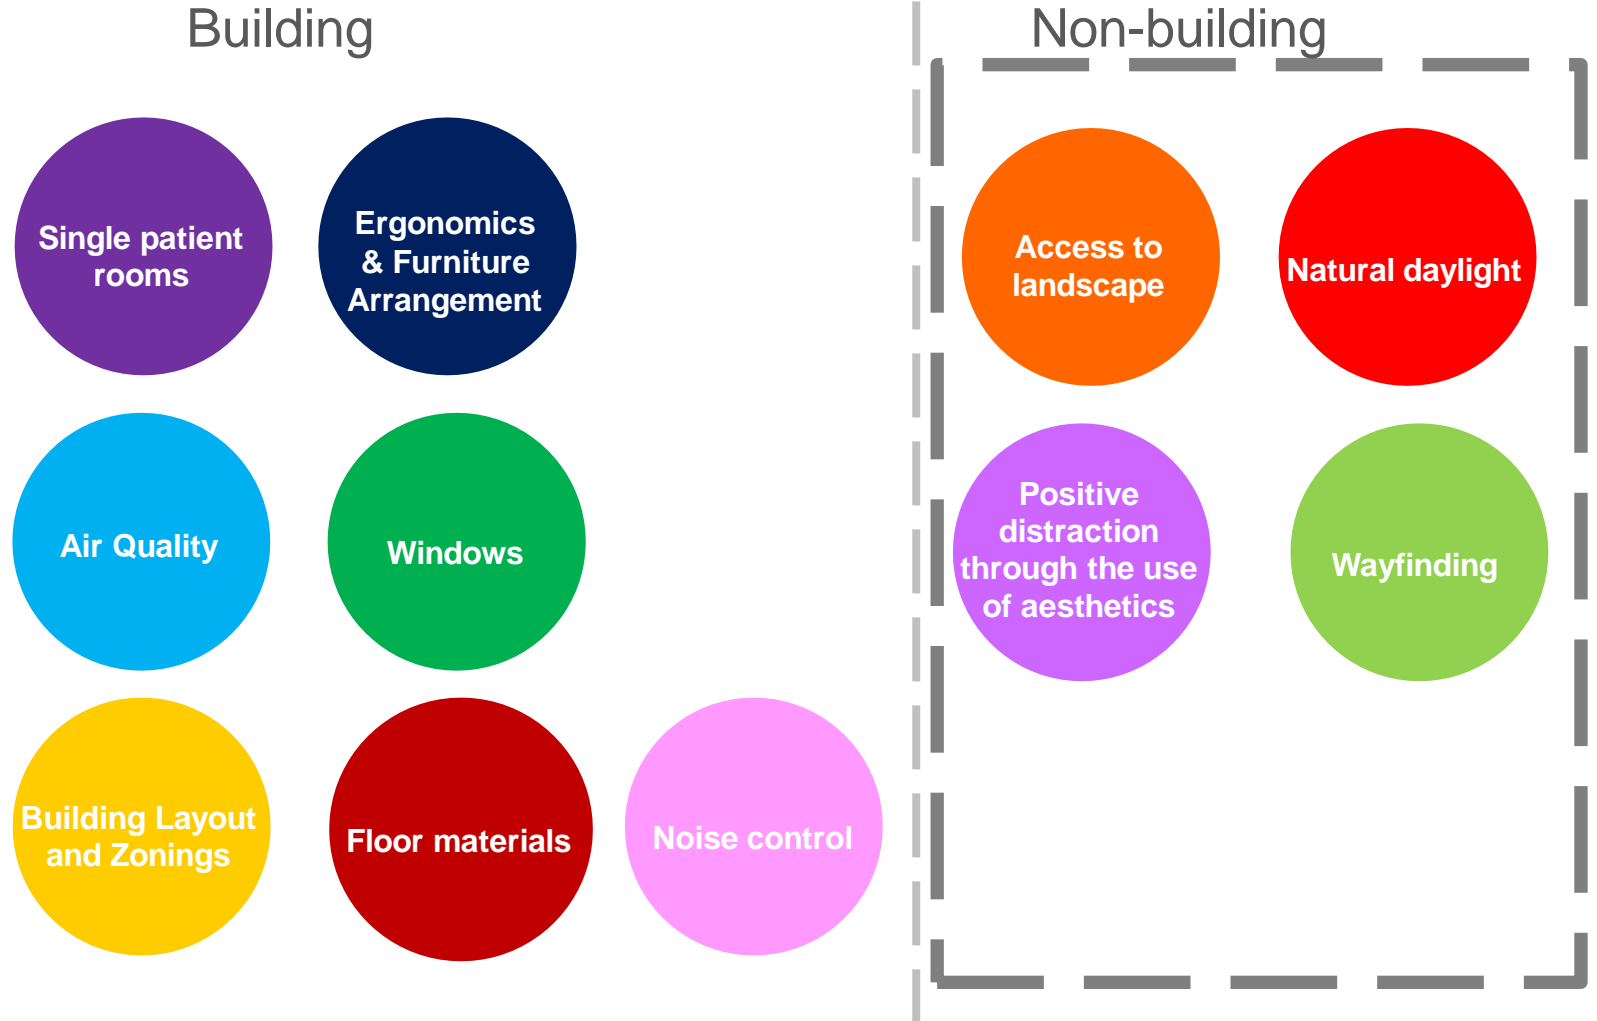 Building
Non-building
Single patient
rooms
Ergonomics
& Furniture
Arrangement
Access to
landscape
Natural daylight
Air Quality
Windows
Positive
distraction
through the use
of aesthetics
Wayfinding
Building Layout
and Zonings
Floor materials
Noise control